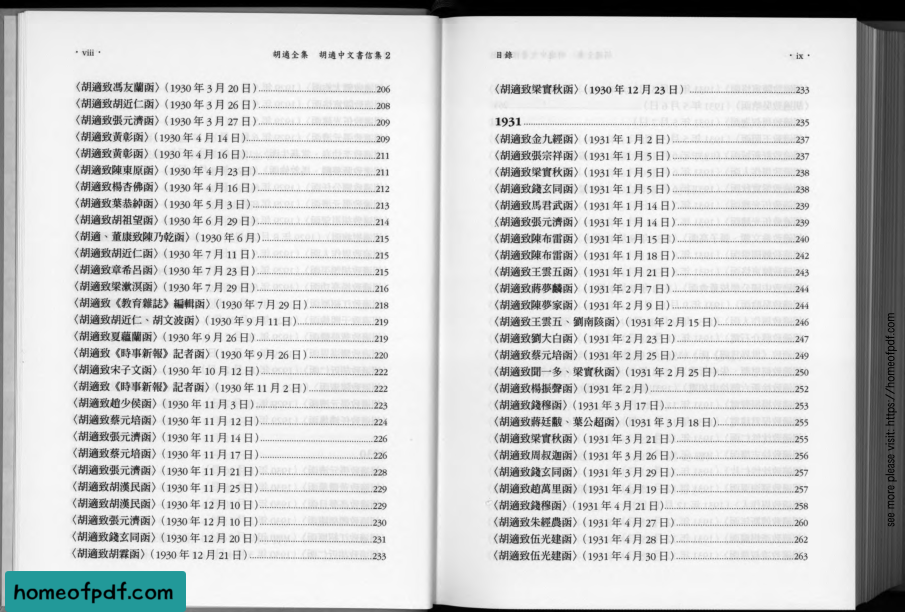 · viii ·
胡適全集 胡適中文書信集 2
〈胡適致馮友蘭函〉(1930 年 3 月 20 日) 206
〈胡適致胡近仁函〉(1930 年 3 月 26 日) 208
〈胡適致張元濟函〉(1930 年 3 月 27 日) 209
〈胡適致黃彰函〉(1930 年 4 月 14 日) 209
〈胡適致黃彰函〉(1930 年 4 月 16 日) 211
〈胡適致陳東原函〉(1930 年 4 月 23 日) 211
〈胡適致楊杏佛函〉(1930 年 4 月 16 日) 212
〈胡適致葉恭綽函〉(1930 年 5 月 3 日) 213
〈胡適致胡祖望函〉(1930 年 6 月 29 日) 214
〈胡適、董康致陳乃乾函〉(1930 年 6 月) 215
〈胡適致胡近仁函〉(1930 年 7 月 11 日) 215
〈胡適致章希呂函〉(1930 年 7 月 23 日) 215
〈胡適致梁漱溟函〉(1930 年 7 月 29 日) 216
〈胡適致《教育雜誌》編輯函〉(1930 年 7 月 29 日) 218
〈胡適致胡近仁、胡文波函〉(1930 年 9 月 11 日) 219
〈胡適致夏蘊蘭函〉(1930 年 9 月 26 日) 219
〈胡適致《時事新報》記者函〉(1930 年 9 月 26 日) 220
〈胡適致宋子文函〉(1930 年 10 月 12 日) 222
〈胡適致《時事新報》記者函〉(1930 年 11 月 2 日) 222
〈胡適致趙少侯函〉(1930 年 11 月 3 日) 223
〈胡適致蔡元培函〉(1930 年 11 月 12 日) 224
〈胡適致張元濟函〉(1930 年 11 月 14 日) 226
〈胡適致蔡元培函〉(1930 年 11 月 17 日) 226
〈胡適致張元濟函〉(1930 年 11 月 21 日) 228
〈胡適致胡漢民函〉(1930 年 11 月 25 日) 229
〈胡適致胡漢民函〉(1930 年 12 月 10 日) 229
〈胡適致張元濟函〉(1930 年 12 月 10 日) 230
〈胡適致錢玄同函〉(1930 年 12 月 20 日) 231
〈胡適致胡霖函〉(1930 年 12 月 21 日) 233
目錄
· ix ·
〈胡適致梁實秋函〉(1930 年 12 月 23 日) 233
1931 235
〈胡適致金九經函〉(1931 年 1 月 2 日) 237
〈胡適致張宗祥函〉(1931 年 1 月 5 日) 237
〈胡適致梁實秋函〉(1931 年 1 月 5 日) 238
〈胡適致錢玄同函〉(1931 年 1 月 5 日) 238
〈胡適致馬君武函〉(1931 年 1 月 14 日) 239
〈胡適致張元濟函〉(1931 年 1 月 14 日) 239
〈胡適致陳布雷函〉(1931 年 1 月 15 日) 240
〈胡適致陳布雷函〉(1931 年 1 月 18 日) 242
〈胡適致王雲五函〉(1931 年 1 月 21 日) 243
〈胡適致蔣夢麟函〉(1931 年 2 月 7 日) 244
〈胡適致陳夢家函〉(1931 年 2 月 9 日) 244
〈胡適致王雲五、劉南陔函〉(1931 年 2 月 15 日) 246
〈胡適致劉大白函〉(1931 年 2 月 23 日) 247
〈胡適致蔡元培函〉(1931 年 2 月 25 日) 249
〈胡適致聞一多、梁實秋函〉(1931 年 2 月 25 日) 250
〈胡適致楊振聲函〉(1931 年 2 月) 252
〈胡適致錢穆函〉(1931 年 3 月 17 日) 253
〈胡適致蔣廷黻、葉公超函〉(1931 年 3 月 18 日) 255
〈胡適致梁實秋函〉(1931 年 3 月 21 日) 255
〈胡適致周叔迦函〉(1931 年 3 月 26 日) 256
〈胡適致錢玄同函〉(1931 年 3 月 29 日) 257
〈胡適致趙萬里函〉(1931 年 4 月 19 日) 257
〈胡適致錢穆函〉(1931 年 4 月 21 日) 258
〈胡適致朱經農函〉(1931 年 4 月 27 日) 260
〈胡適致伍光建函〉(1931 年 4 月 28 日) 262
〈胡適致伍光建函〉(1931 年 4 月 30 日) 263
see more please visit: https://homeofpdf.com
homeofpdf.com